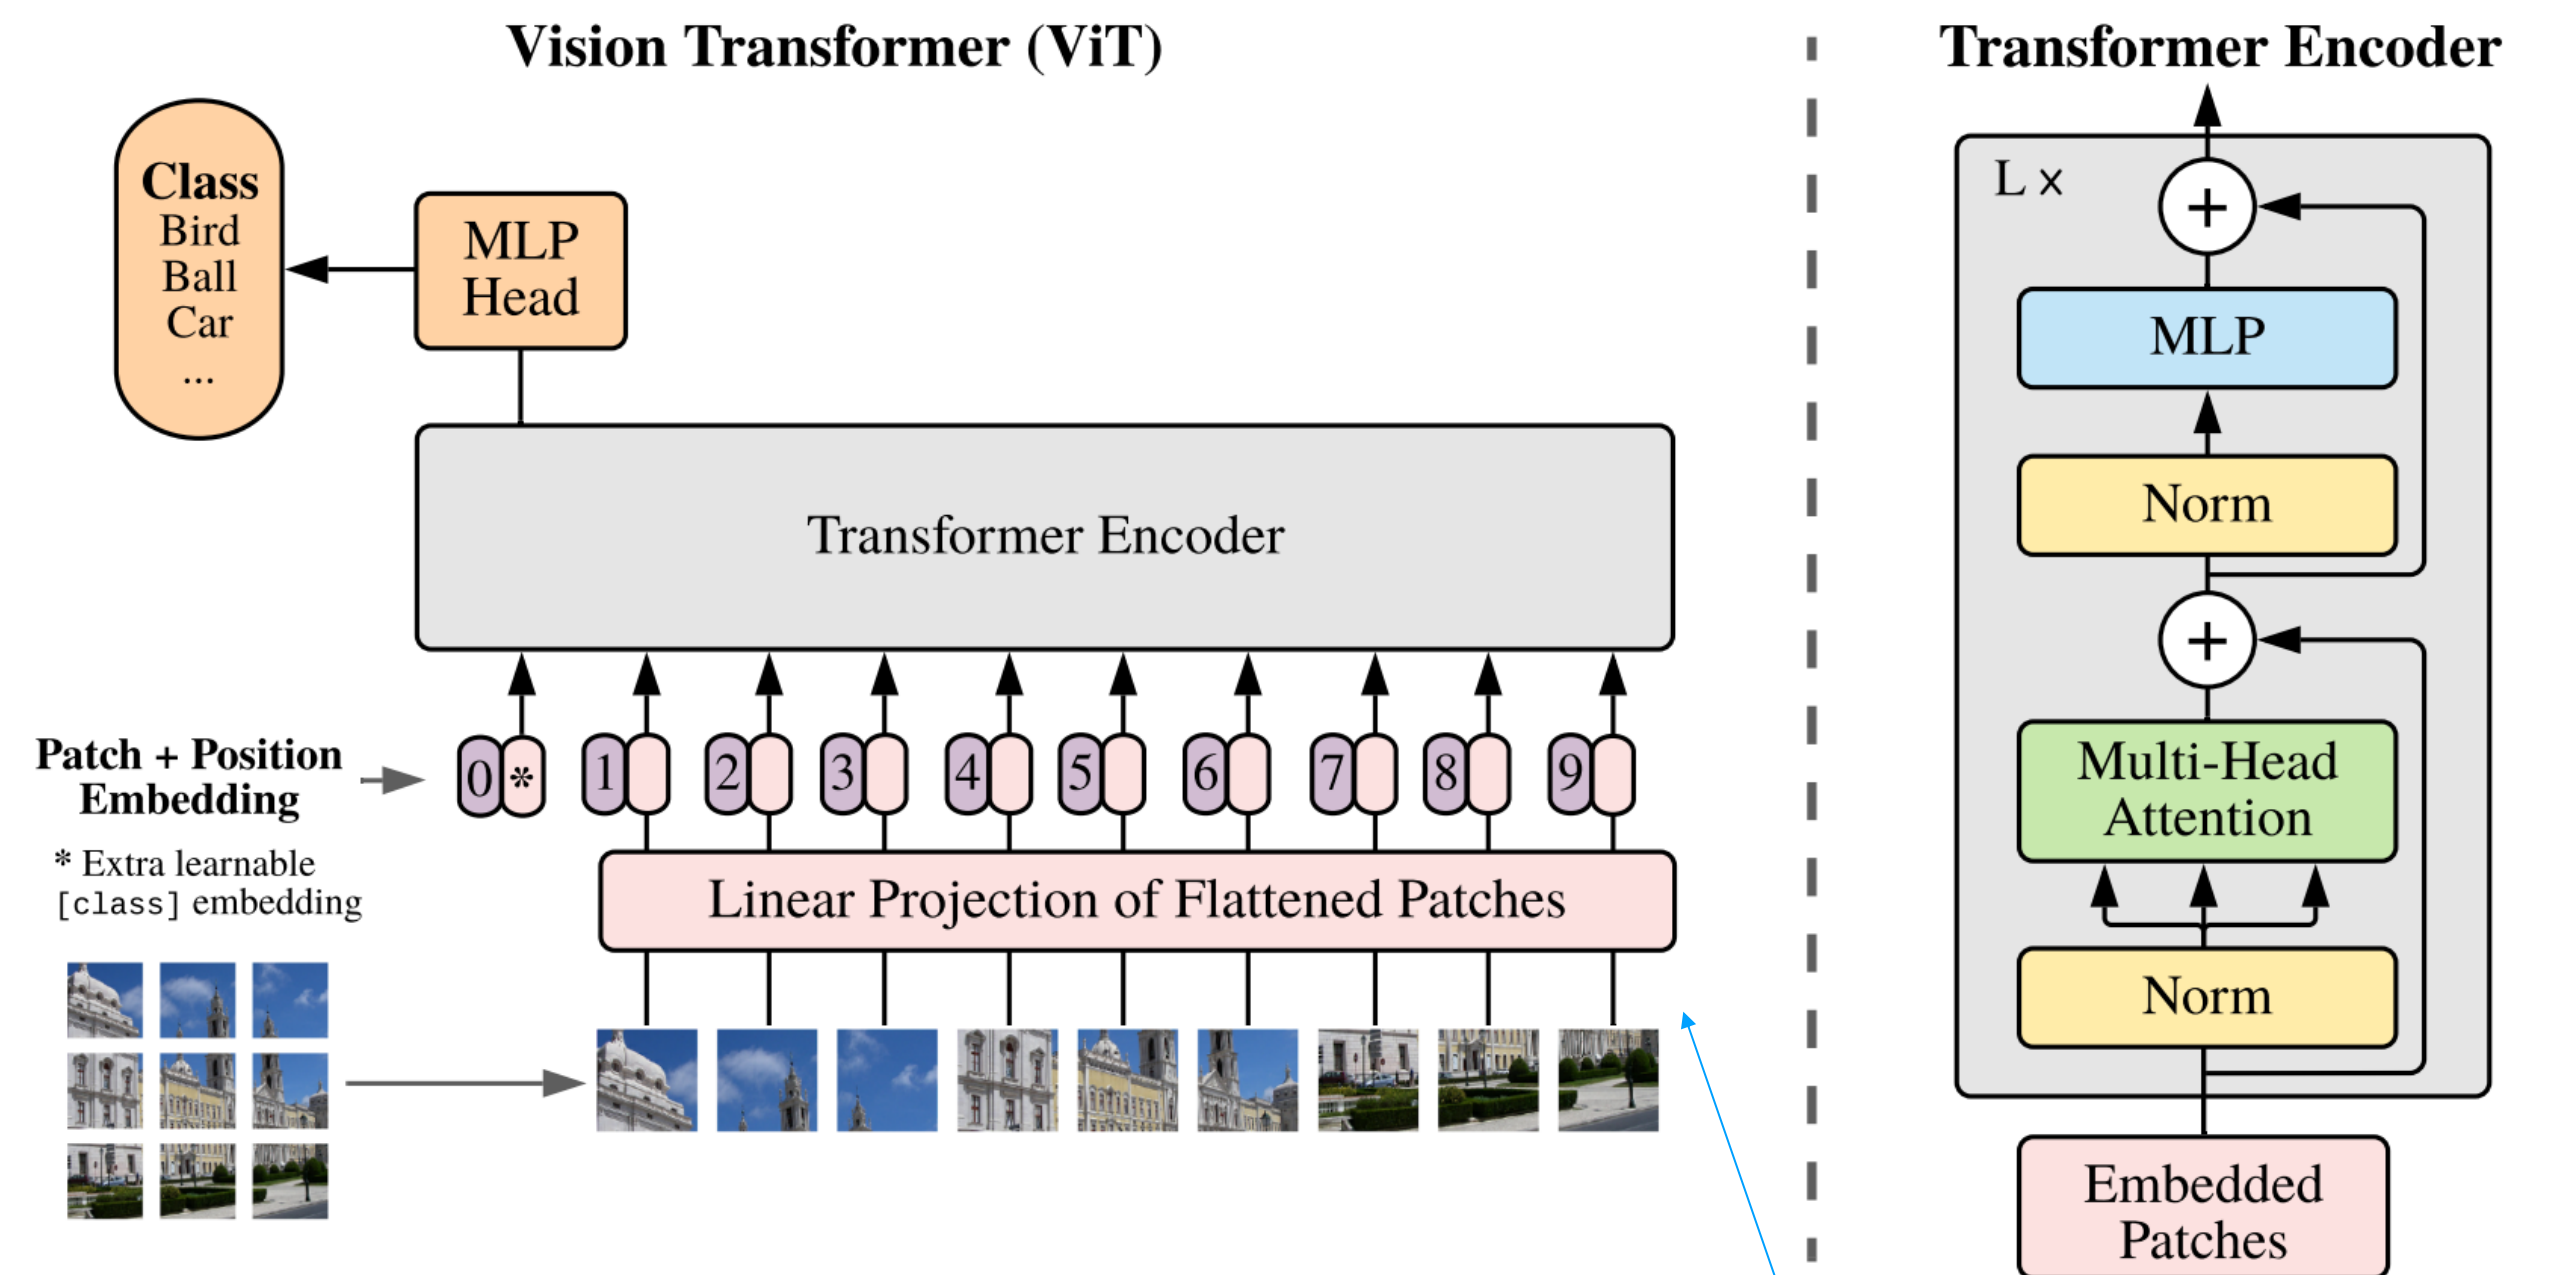 Vision Transformer (ViT)
Class
Bird
Ball
Car
...
MLP
Head
Transformer Encoder
Patch + Position
Embedding
0 * 1 2 3 4 5 6 7 8 9
* Extra learnable
[class] embedding
Linear Projection of Flattened Patches
Transformer Encoder
L x
+
MLP
Norm
+
Multi-Head
Attention
Norm
Embedded
Patches